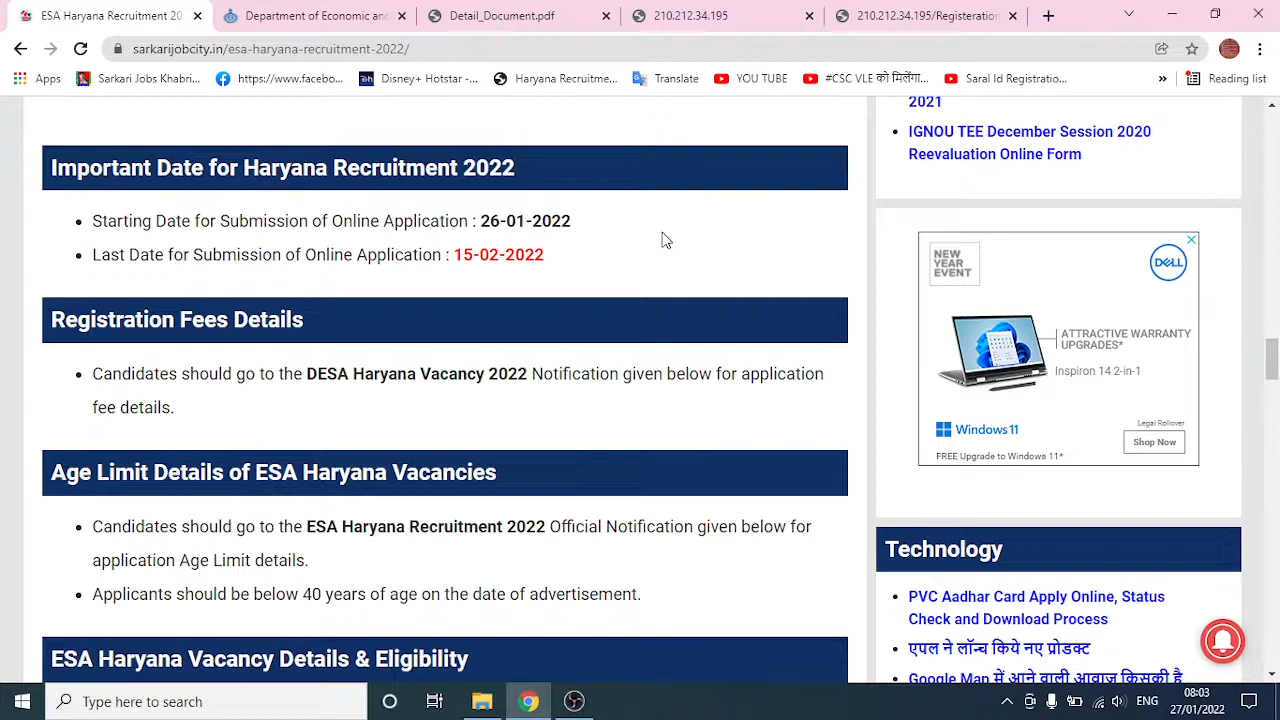 ESA Haryana Recruitment 20
Department of Economic and
Detail_Document.pdf
210.212.34.195
210.212.34.195/Registration
sarkarijobcity.in/esa-haryana-recruitment-2022/
Apps
Sarkari Jobs Khabri...
https://www.facebo...
Disney+ Hotstar -...
Haryana Recruitme...
Translate
YOU TUBE
#CSC VLE को मिलेंगा...
Saral Id Registratio...
»
Reading list
2021
IGNOU TEE December Session 2020
Reevaluation Online Form
Important Date for Haryana Recruitment 2022
Starting Date for Submission of Online Application : 26-01-2022
Last Date for Submission of Online Application : 15-02-2022
Registration Fees Details
Candidates should go to the DESA Haryana Vacancy 2022 Notification given below for application
fee details.
Age Limit Details of ESA Haryana Vacancies
Candidates should go to the ESA Haryana Recruitment 2022 Official Notification given below for
application Age Limit details.
Applicants should be below 40 years of age on the date of advertisement.
ESA Haryana Vacancy Details & Eligibility
NEW
YEAR
EVENT
DELL
ATTRACTIVE WARRANTY
UPGRADES*
Inspiron 14 2-in-1
Windows 11
Legal Rollover
Shop Now
FREE Upgrade to Windows 11*
Technology
PVC Aadhar Card Apply Online, Status
Check and Download Process
एपल ने लॉन्च किये नए प्रोडक्ट
Google Map में आने वाली आवाज किसकी है
Type here to search
ENG
08:03
27/01/2022